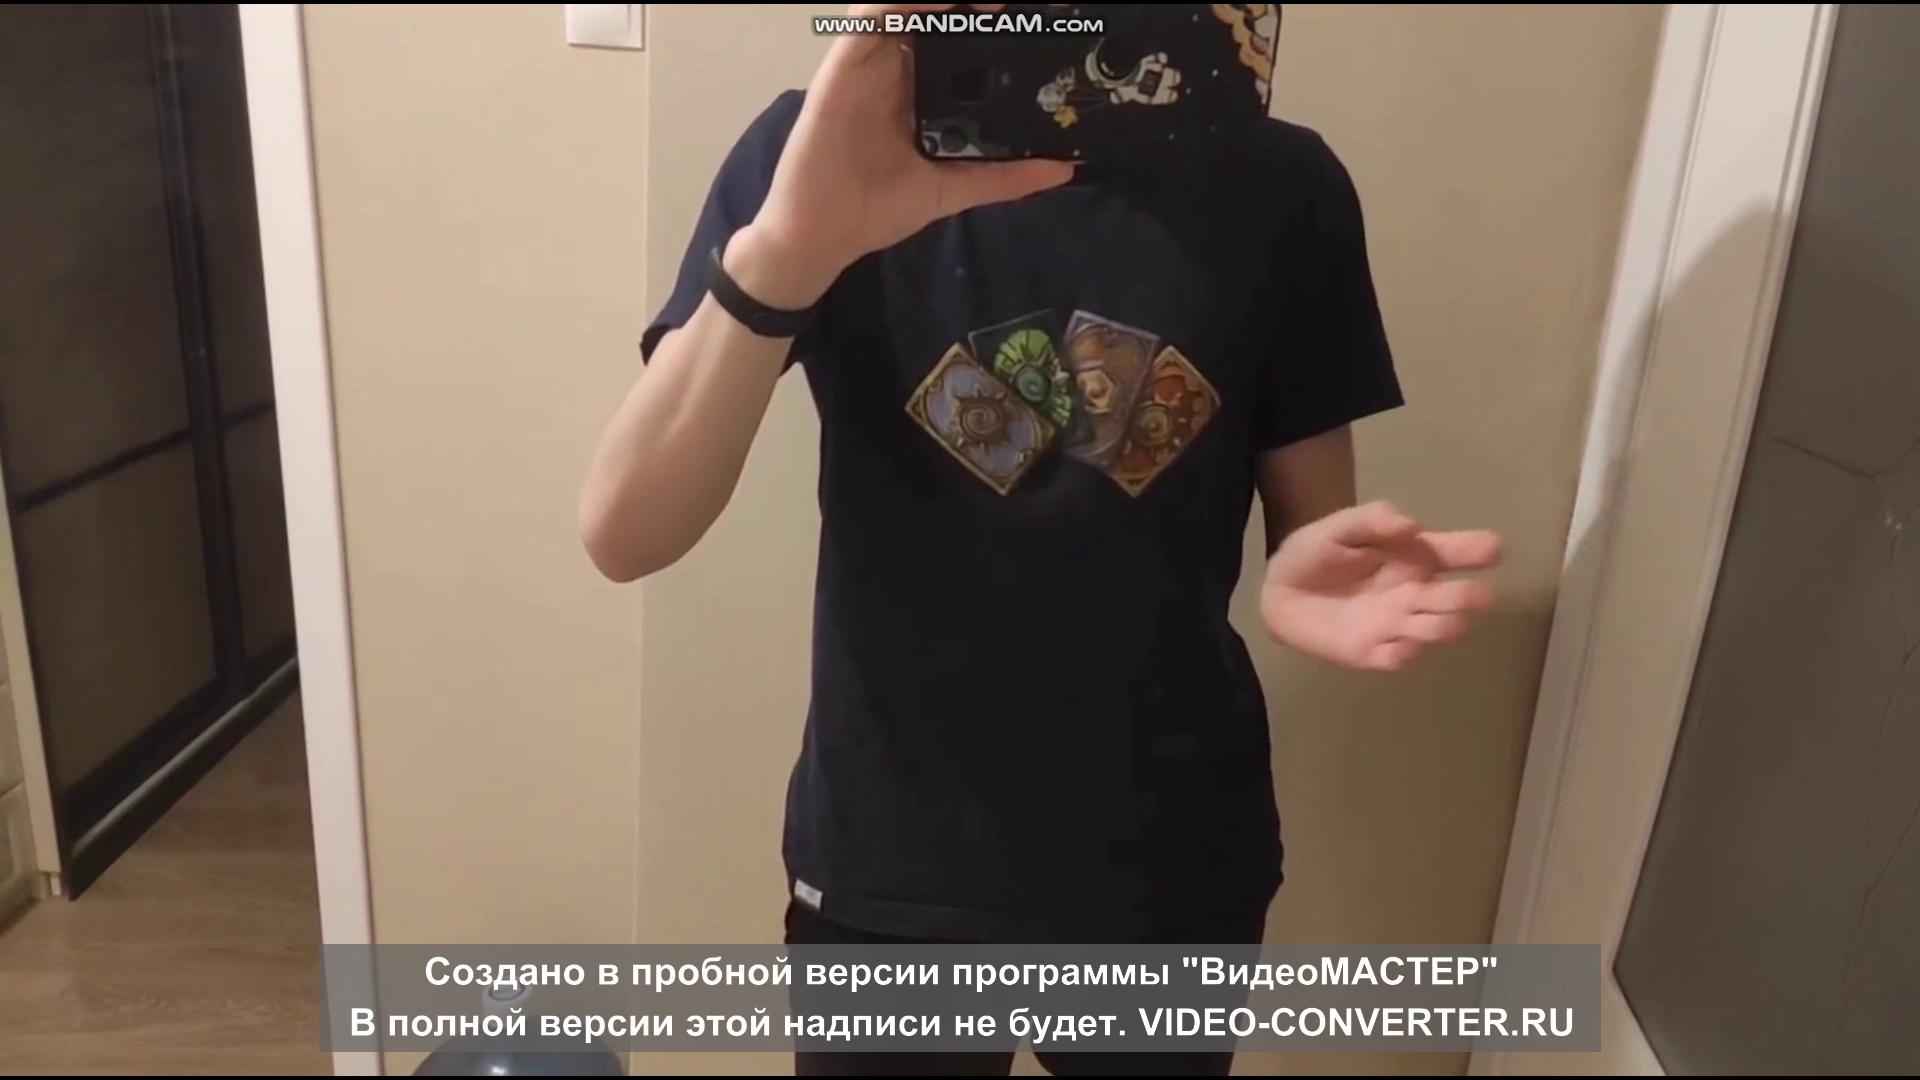 www.BANDICAM.com
Создано в пробной версии программы "ВидеоМАСТЕР"
В полной версии этой надписи не будет. VIDEO-CONVERTER.RU